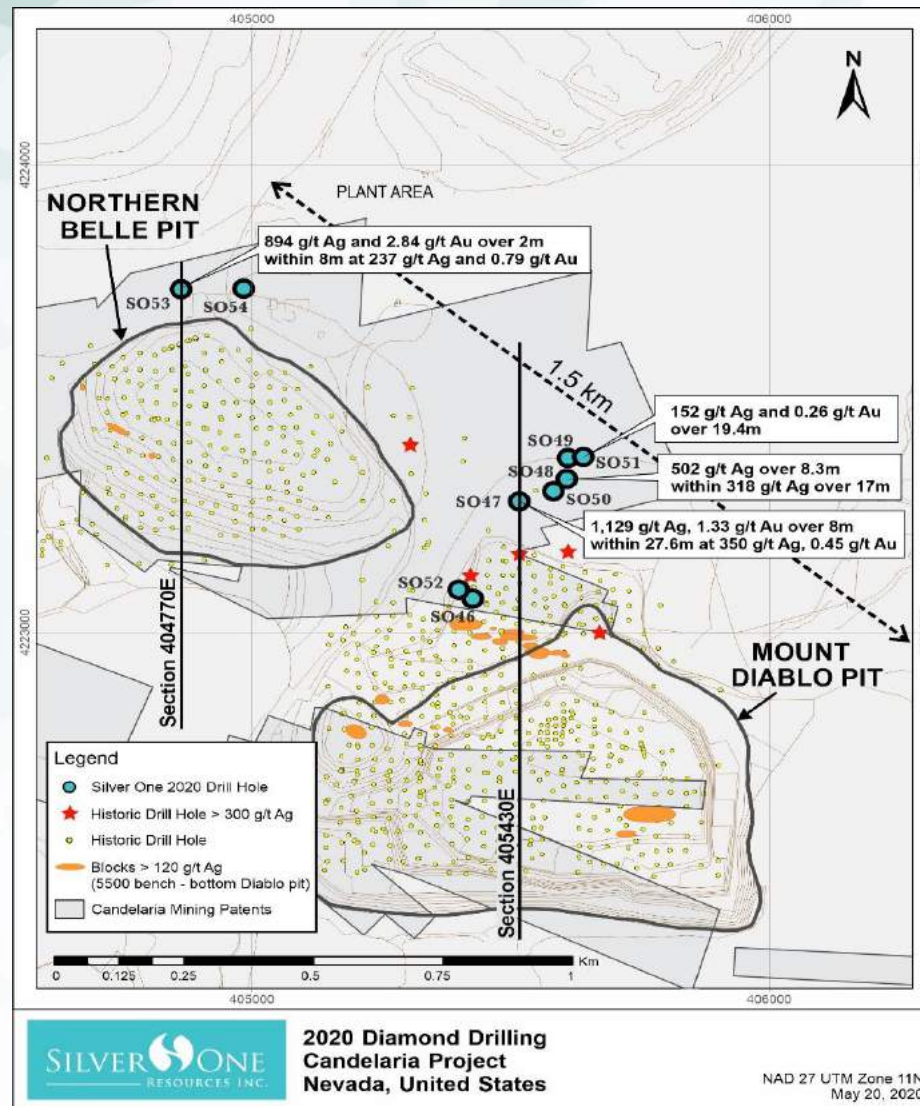 405000
406000
N
4224000
4224000
PLANT AREA
NORTHERN
BELLE PIT
894 g/t Ag and 2.84 g/t Au over 2m
within 8m at 237 g/t Ag and 0.79 g/t Au
SO53
SO54
1.5 km
152 g/t Ag and 0.26 g/t Au
over 19.4m
SO49
SO51
SO48
502 g/t Ag over 8.3m
within 318 g/t Ag over 17m
SO50
SO47
1,129 g/t Ag, 1.33 g/t Au over 8m
within 27.6m at 350 g/t Ag, 0.45 g/t Au
SO52
SO46
4223000
4223000
MOUNT
DIABLO PIT
Section 404770E
Section 405430E
Legend
Silver One 2020 Drill Hole
Historic Drill Hole > 300 g/t Ag
Historic Drill Hole
Blocks > 120 g/t Ag
(5500 bench - bottom Diablo pit)
Candelaria Mining Patents
0 0.125 0.25 0.5 0.75 1 Km
405000
406000
SILVER ONE
RESOURCES INC.
2020 Diamond Drilling
Candelaria Project
Nevada, United States
NAD 27 UTM Zone 11N
May 20, 2020